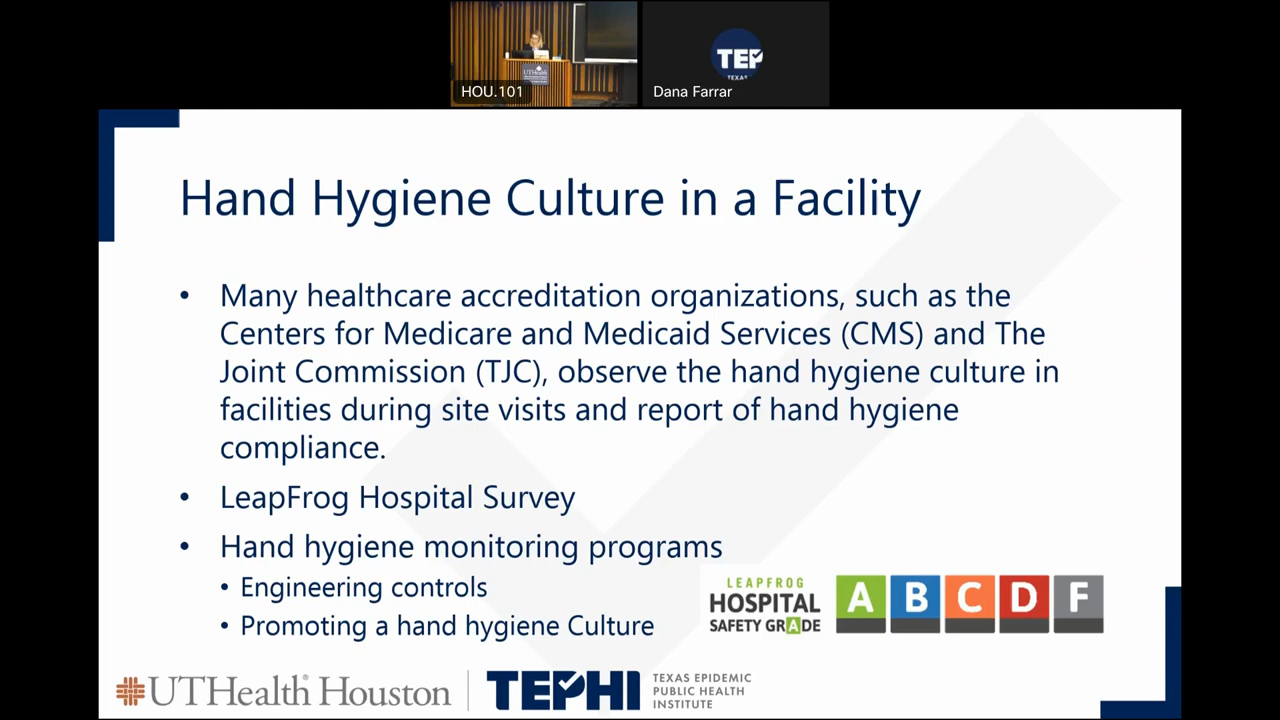 UTHealth
HOU.101
TEP
TEXAS
Dana Farrar
Hand Hygiene Culture in a Facility
• Many healthcare accreditation organizations, such as the
Centers for Medicare and Medicaid Services (CMS) and The
Joint Commission (TJC), observe the hand hygiene culture in
facilities during site visits and report of hand hygiene
compliance.
• LeapFrog Hospital Survey
• Hand hygiene monitoring programs
• Engineering controls
• Promoting a hand hygiene Culture
LEAPFROG
HOSPITAL
SAFETY GRADE
A B C D F
UTHealth® Houston
TEPHI
TEXAS EPIDEMIC
PUBLIC HEALTH
INSTITUTE